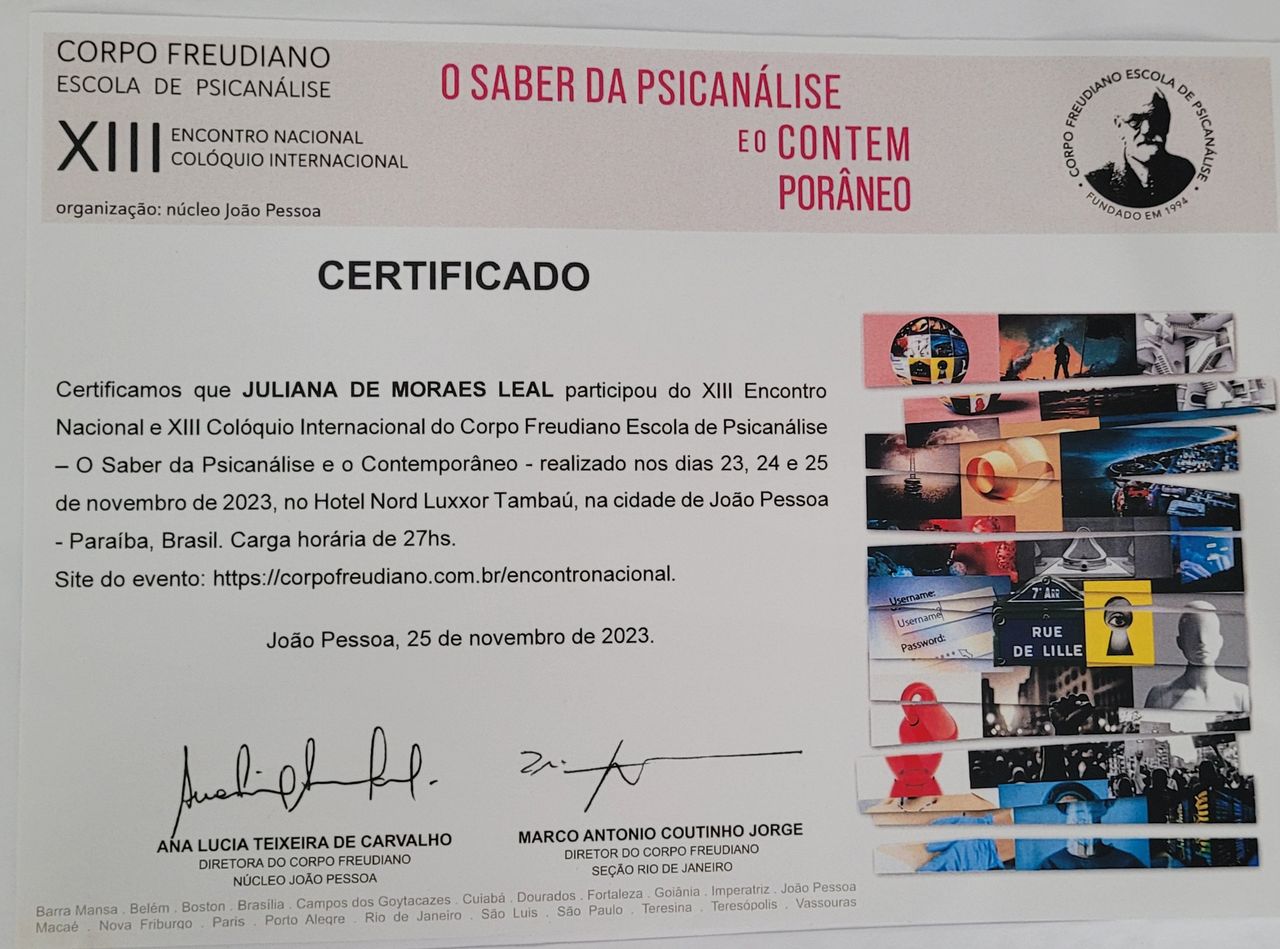 CORPO FREUDIANO
ESCOLA DE PSICANÁLISE
XIII ENCONTRO NACIONAL
COLÓQUIO INTERNACIONAL
organização: núcleo João Pessoa
O SABER DA PSICANÁLISE
E O CONTEM
PORÂNEO
CORPO FREUDIANO ESCOLA DE PSICANÁLISE
• FUNDADO EM 1994 •
CERTIFICADO
Certificamos que JULIANA DE MORAES LEAL participou do XIII Encontro
Nacional e XIII Colóquio Internacional do Corpo Freudiano Escola de Psicanálise
– O Saber da Psicanálise e o Contemporâneo - realizado nos dias 23, 24 e 25
de novembro de 2023, no Hotel Nord Luxxor Tambaú, na cidade de João Pessoa
- Paraíba, Brasil. Carga horária de 27hs.
Site do evento: https://corpofreudiano.com.br/encontronacional.
João Pessoa, 25 de novembro de 2023.
Username:
Username
Password:
7e Arr
RUE
DE LILLE
ANA LUCIA TEIXEIRA DE CARVALHO
DIRETORA DO CORPO FREUDIANO
NÚCLEO JOÃO PESSOA
MARCO ANTONIO COUTINHO JORGE
DIRETOR DO CORPO FREUDIANO
SEÇÃO RIO DE JANEIRO
Barra Mansa . Belém . Boston . Brasília . Campos dos Goytacazes . Cuiabá . Dourados . Fortaleza . Goiânia . Imperatriz . João Pessoa
Macaé . Nova Friburgo . Paris . Porto Alegre . Rio de Janeiro . São Luis . São Paulo . Teresina . Teresópolis . Vassouras